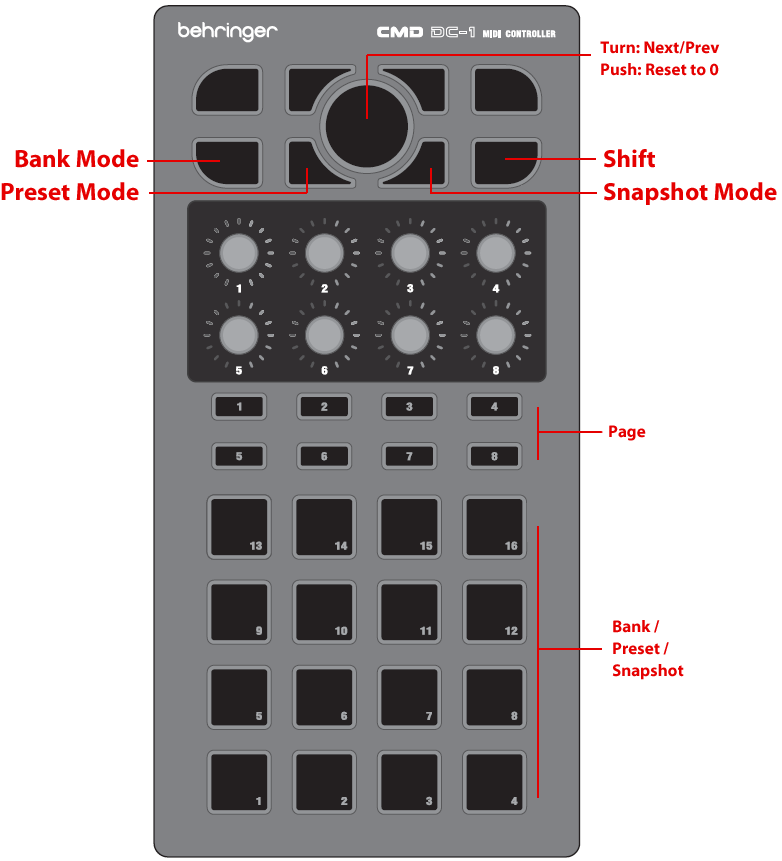 behringer
CMD DC-1 MIDI CONTROLLER
Turn: Next/Prev
Push: Reset to 0
Bank Mode
Shift
Preset Mode
Snapshot Mode
1 2 3 4
5 6 7 8
1 2 3 4
5 6 7 8
Page
13 14 15 16
9 10 11 12
Bank /
Preset /
Snapshot
5 6 7 8
1 2 3 4